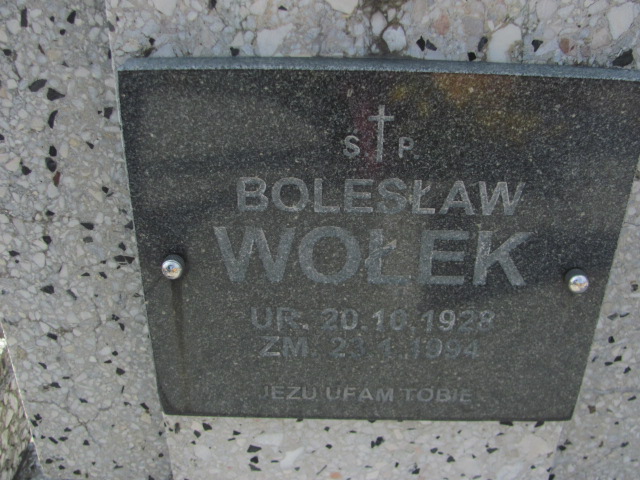 Ś P.
BOLESŁAW
WOŁEK
UR. 20.10.1928
ZM. 23.1.1994
JEZU UFAM TOBIE